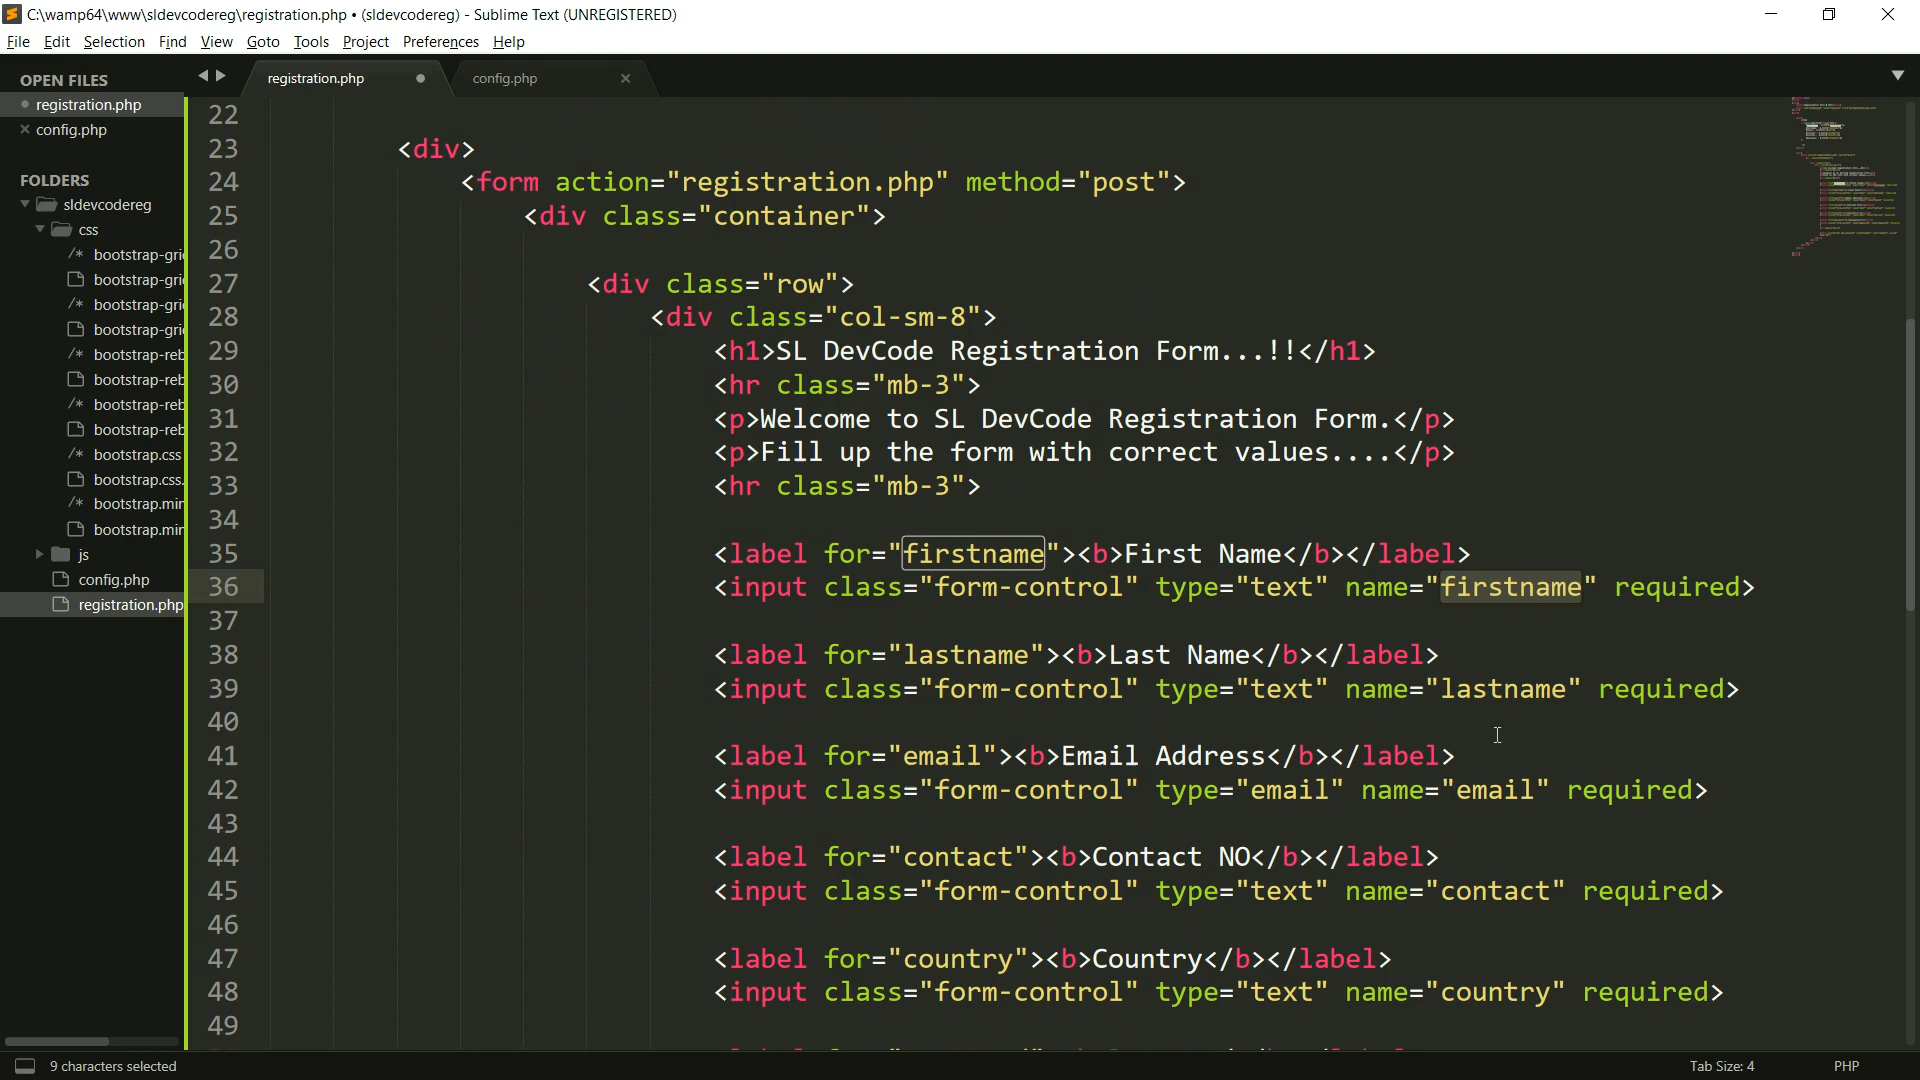 C:\wamp64\www\sldevcodereg\registration.php • (sldevcodereg) - Sublime Text (UNREGISTERED)
File Edit Selection Find View Goto Tools Project Preferences Help
OPEN FILES
registration.php
config.php
FOLDERS
sldevcodereg
css
bootstrap-gri
bootstrap-gri
bootstrap-gri
bootstrap-gri
bootstrap-reb
bootstrap-reb
bootstrap-reb
bootstrap-reb
bootstrap.css
bootstrap.css.
bootstrap.min
bootstrap.min
js
config.php
registration.php
registration.php config.php
22
23 <div>
24 <form action="registration.php" method="post">
25 <div class="container">
26
27 <div class="row">
28 <div class="col-sm-8">
29 <h1>SL DevCode Registration Form...!!</h1>
30 <hr class="mb-3">
31 <p>Welcome to SL DevCode Registration Form.</p>
32 <p>Fill up the form with correct values....</p>
33 <hr class="mb-3">
34
35 <label for="firstname"><b>First Name</b></label>
36 <input class="form-control" type="text" name="firstname" required>
37
38 <label for="lastname"><b>Last Name</b></label>
39 <input class="form-control" type="text" name="lastname" required>
40
41 <label for="email"><b>Email Address</b></label>
42 <input class="form-control" type="email" name="email" required>
43
44 <label for="contact"><b>Contact NO</b></label>
45 <input class="form-control" type="text" name="contact" required>
46
47 <label for="country"><b>Country</b></label>
48 <input class="form-control" type="text" name="country" required>
49
9 characters selected Tab Size: 4 PHP